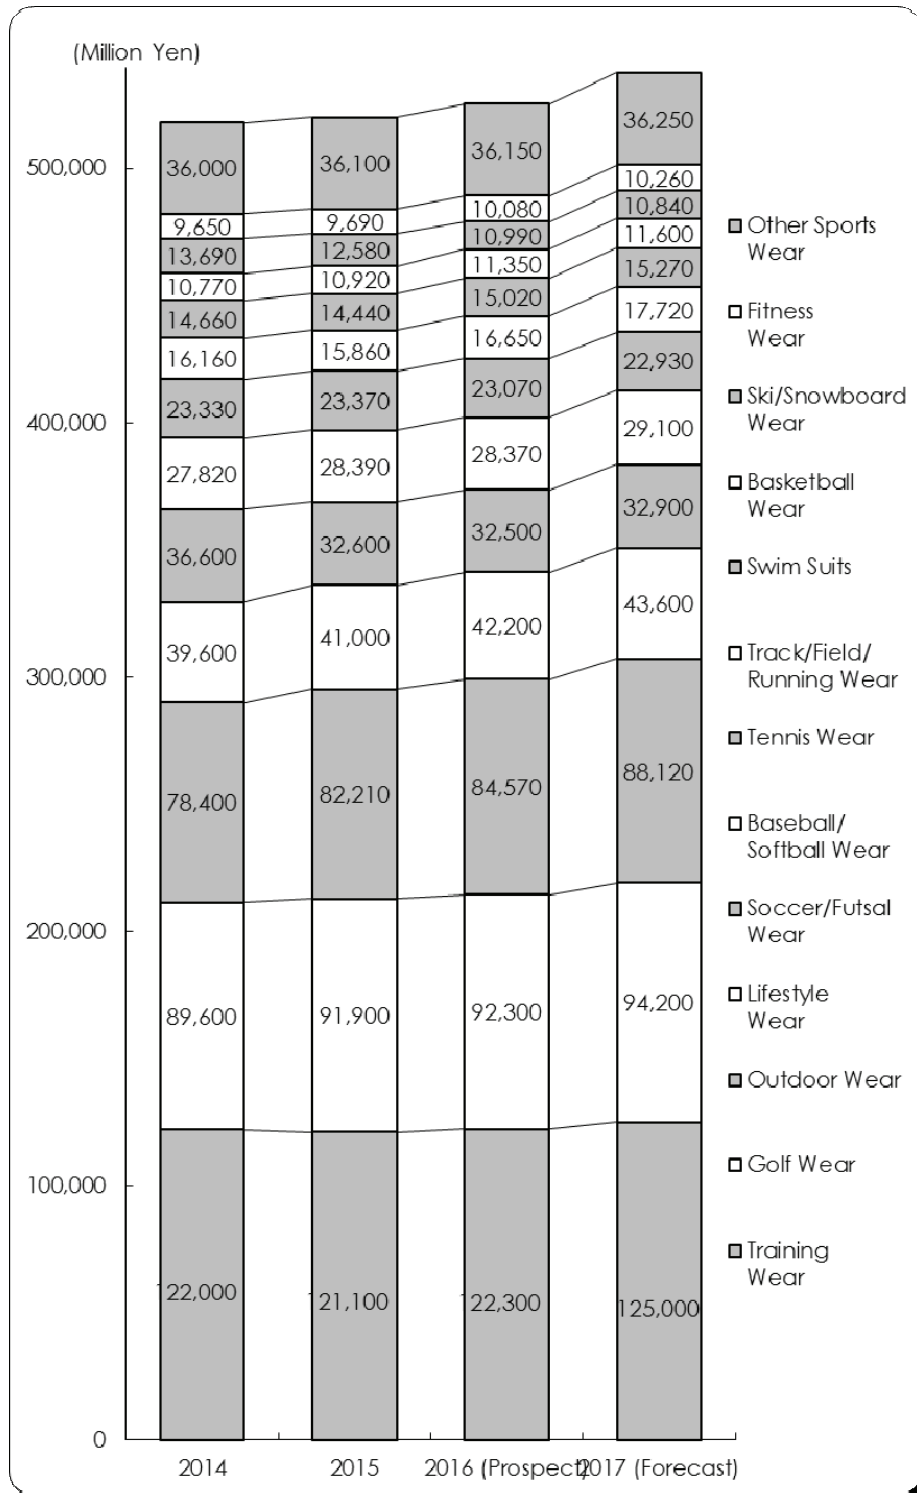 (Million Yen)
500,000
400,000
300,000
200,000
100,000
0
36,000
9,650
13,690
10,770
14,660
16,160
23,330
27,820
36,600
39,600
78,400
89,600
22,000
36,100
9,690
12,580
10,920
14,440
15,860
23,370
28,390
32,600
41,000
82,210
91,900
21,100
36,150
10,080
10,990
11,350
15,020
16,650
23,070
28,370
32,500
42,200
84,570
92,300
22,300
36,250
10,260
10,840
11,600
15,270
17,720
22,930
29,100
32,900
43,600
88,120
94,200
125,000
2014
2015
2016 (Prospect)
2017 (Forecast)
Other Sports
Wear
Fitness
Wear
Ski/Snowboard
Wear
Basketball
Wear
Swim Suits
Track/Field/
Running Wear
Tennis Wear
Baseball/
Softball Wear
Soccer/Futsal
Wear
Lifestyle
Wear
Outdoor Wear
Golf Wear
Training
Wear